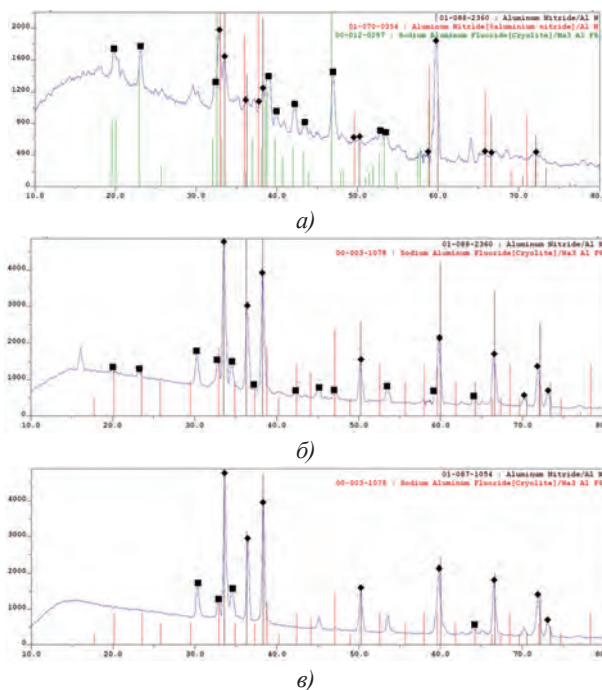 01-088-2360 : Aluminum Nitride/Al N
01-070-0354 : Aluminum Nitride[$aluminium nitride]/Al N
00-012-0257 : Sodium Aluminum Fluoride[Cryolite]/Na3 Al F6
2000
1600
1200
800
400
0
10.0 20.0 30.0 40.0 50.0 60.0 70.0 80.0
а)
01-088-2360 : Aluminum Nitride/Al N
00-003-1078 : Sodium Aluminum Fluoride[Cryolite]/Na3 Al F6
4000
3000
2000
1000
0
10.0 20.0 30.0 40.0 50.0 60.0 70.0 80.
б)
01-087-1054 : Aluminum Nitride/Al N
00-003-1078 : Sodium Aluminum Fluoride[Cryolite]/Na3 Al F6
4000
3000
2000
1000
0
10.0 20.0 30.0 40.0 50.0 60.0 70.0 80.
в)